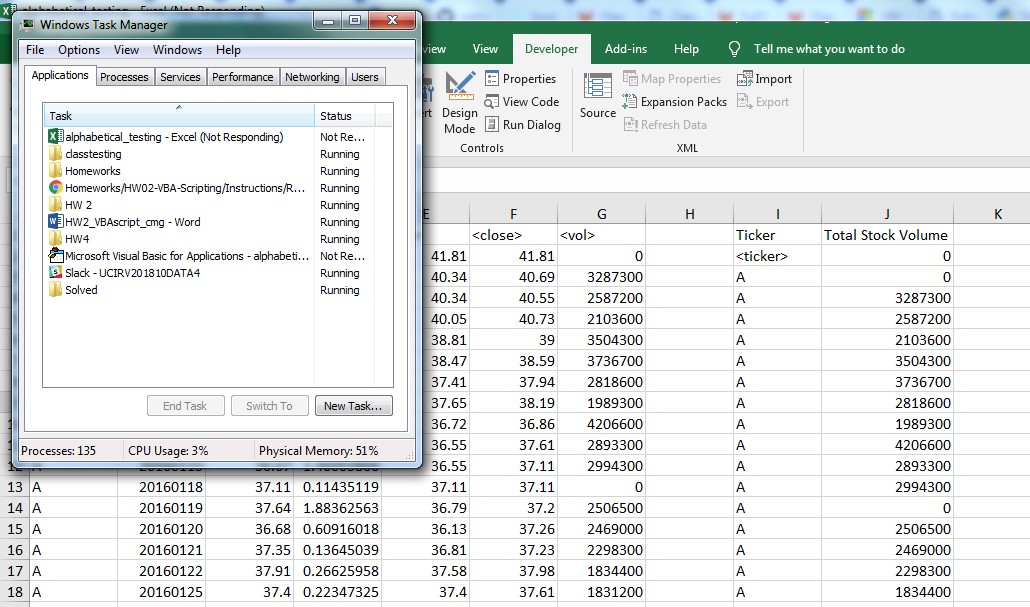 alphabetical_testing - Excel (Not Responding)
Windows Task Manager
File Options View Windows Help
Applications Processes Services Performance Networking Users
Task Status
alphabetical_testing - Excel (Not Responding) Not Re...
classtesting Running
Homeworks Running
Homeworks/HW02-VBA-Scripting/Instructions/R... Running
HW 2 Running
HW2_VBAscript_cmg - Word Running
HW4 Running
Microsoft Visual Basic for Applications - alphabeti... Not Re...
Slack - UCIRV201810DATA4 Running
Solved Running
End Task Switch To New Task...
Processes: 135 CPU Usage: 3% Physical Memory: 51%
view View Developer Add-ins Help Tell me what you want to do
Properties
View Code
Run Dialog
Design
Mode
Controls
Source
Map Properties
Expansion Packs
Refresh Data
Import
Export
XML
E F G H I J K
<close> <vol> Ticker Total Stock Volume
41.81 41.81 0 <ticker> 0
40.34 40.69 3287300 A 0
40.34 40.55 2587200 A 3287300
40.05 40.73 2103600 A 2587200
38.81 39 3504300 A 2103600
38.47 38.59 3736700 A 3504300
37.41 37.94 2818600 A 3736700
37.65 38.19 1989300 A 2818600
36.72 36.86 4206600 A 1989300
36.55 37.61 2893300 A 4206600
36.55 37.11 2994300 A 2893300
13 A 20160118 37.11 0.11435119 37.11 37.11 0 A 2994300
14 A 20160119 37.64 1.88362563 36.79 37.2 2506500 A 0
15 A 20160120 36.68 0.60916018 36.13 37.26 2469000 A 2506500
16 A 20160121 37.35 0.13645039 36.81 37.23 2298300 A 2469000
17 A 20160122 37.91 0.26625958 37.58 37.98 1834400 A 2298300
18 A 20160125 37.4 0.22347325 37.4 37.61 1831200 A 1834400